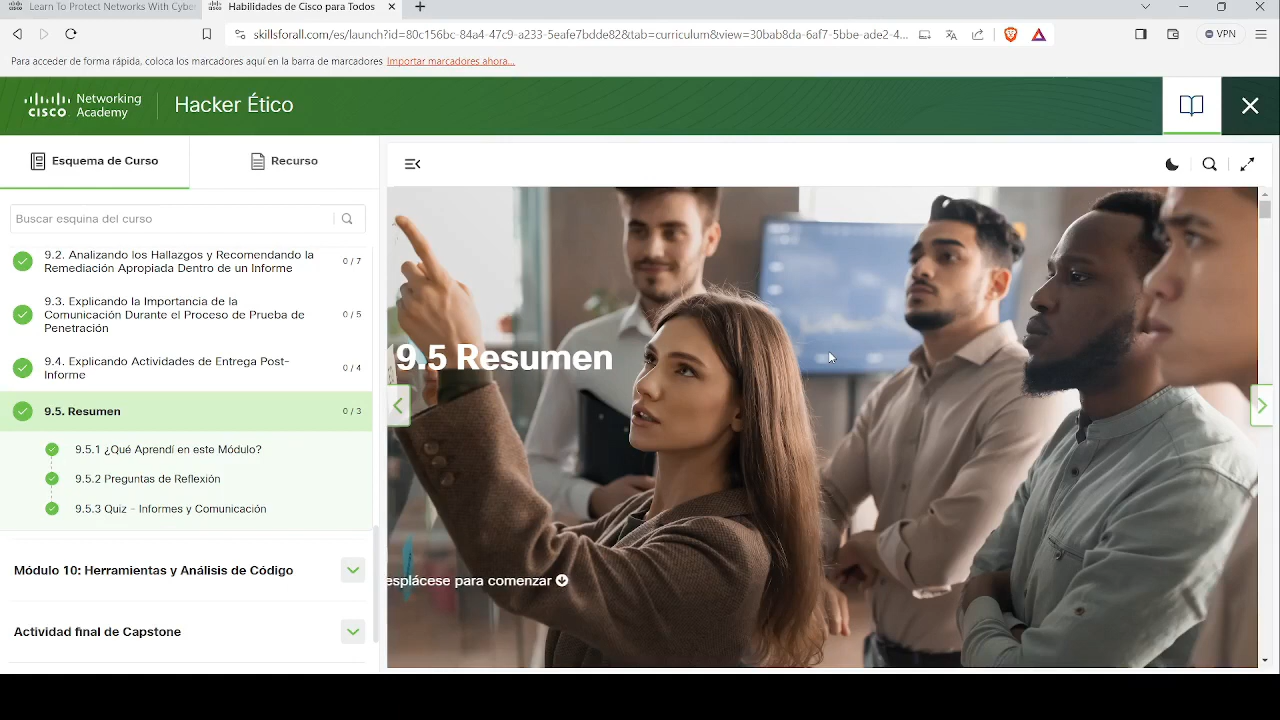 Learn To Protect Networks With Cyber
Habilidades de Cisco para Todos
skillsforall.com/es/launch?id=80c156bc-84a4-47c9-a233-5eafe7bdde82&tab=curriculum&view=30bab8da-6af7-5bbe-ade2-4...
VPN
Para acceder de forma rápida, coloca los marcadores aquí en la barra de marcadores Importar marcadores ahora...
CISCO Networking Academy
Hacker Ético
Esquema de Curso
Recurso
Buscar esquina del curso
9.2. Analizando los Hallazgos y Recomendando la
Remediación Apropiada Dentro de un Informe
0 / 7
9.3. Explicando la Importancia de la
Comunicación Durante el Proceso de Prueba de
Penetración
0 / 5
9.4. Explicando Actividades de Entrega Post-
Informe
0 / 4
9.5. Resumen
0 / 3
9.5.1 ¿Qué Aprendí en este Módulo?
9.5.2 Preguntas de Reflexión
9.5.3 Quiz - Informes y Comunicación
Módulo 10: Herramientas y Análisis de Código
Actividad final de Capstone
9.5 Resumen
esplácese para comenzar